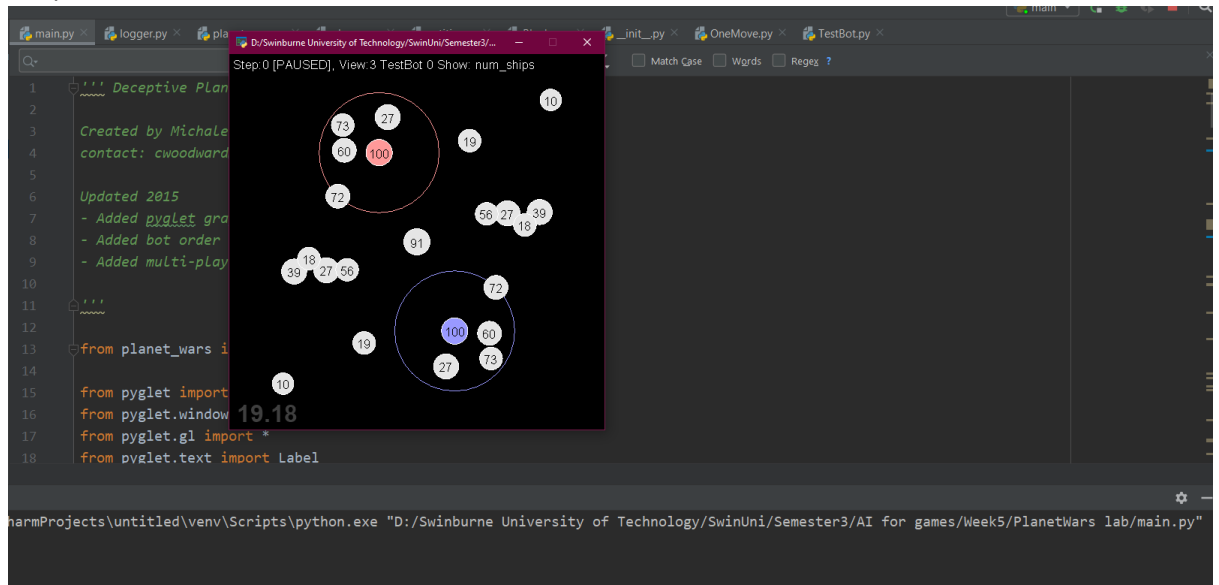 main
main.py
logger.py
D:/Swinburne University of Technology/SwinUni/Semester3/...
__init__.py
OneMove.py
TestBot.py
Match Case
Words
Regex
?
Step:0 [PAUSED], View:3 TestBot 0 Show: num_ships
1 ''' Deceptive Plan
2
3 Created by Michale
4 contact: cwoodward
5
6 Updated 2015
7 - Added pyglet gra
8 - Added bot order
9 - Added multi-play
10
11 '''
12
13 from planet_wars i
14
15 from pyglet import
16 from pyglet.window
17 from pyglet.gl import *
18 from pyglet.text import Label
10
27
73
19
60
100
72
56 27 39
18
91
18
39 27 56
72
100
60
19
73
27
10
19.18
harmProjects\untitled\venv\Scripts\python.exe "D:/Swinburne University of Technology/SwinUni/Semester3/AI for games/Week5/PlanetWars lab/main.py"